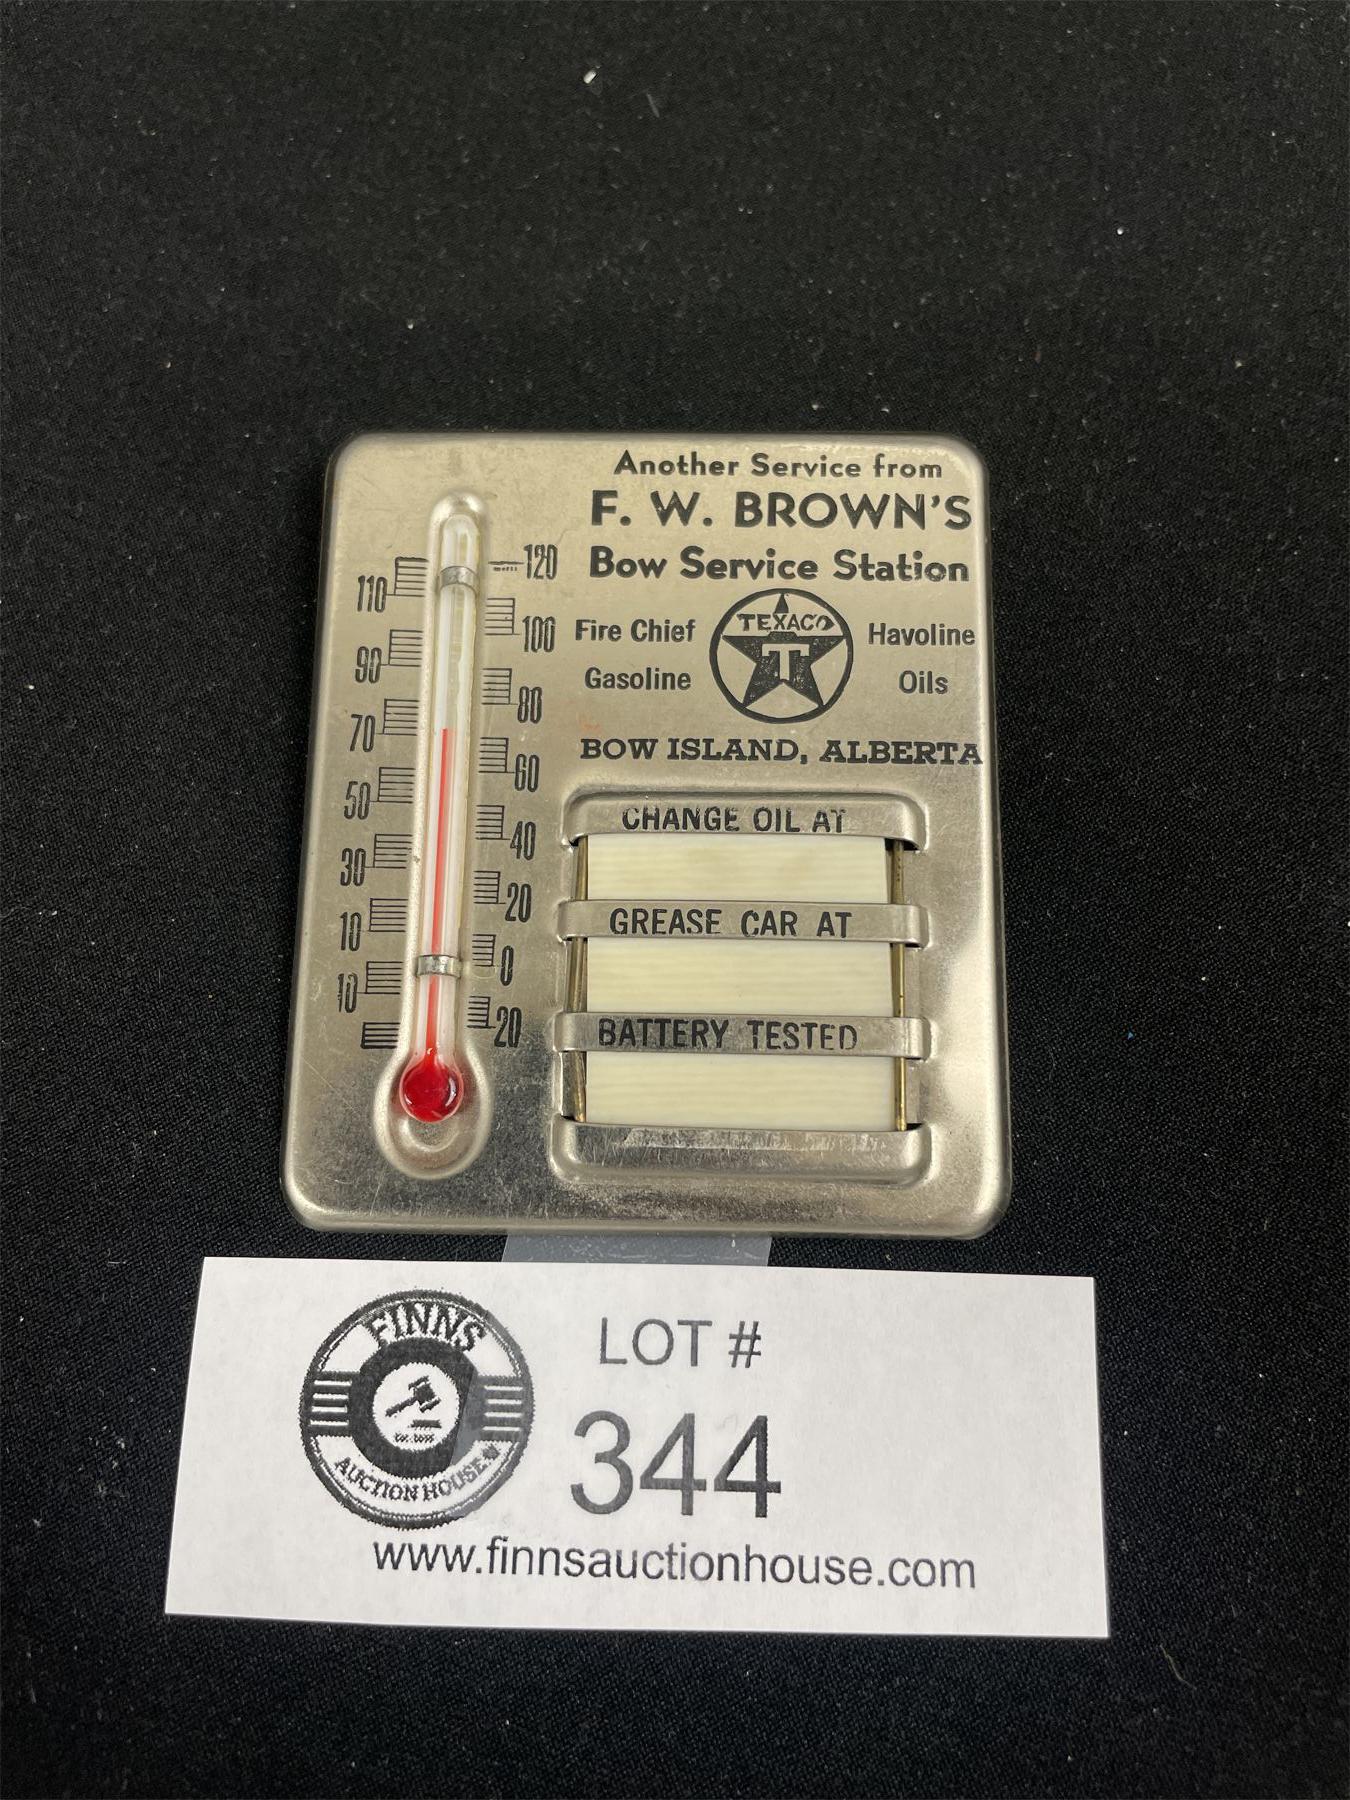 Another Service from
F. W. BROWN'S
Bow Service Station
Fire Chief
Gasoline
TEXACO
T
Havoline
Oils
BOW ISLAND, ALBERTA
120
110
100
90
80
70
60
50
40
30
20
10
0
10
20
CHANGE OIL AT
GREASE CAR AT
BATTERY TESTED
FINNS
AUCTION HOUSE
LOT #
344
www.finnsauctionhouse.com